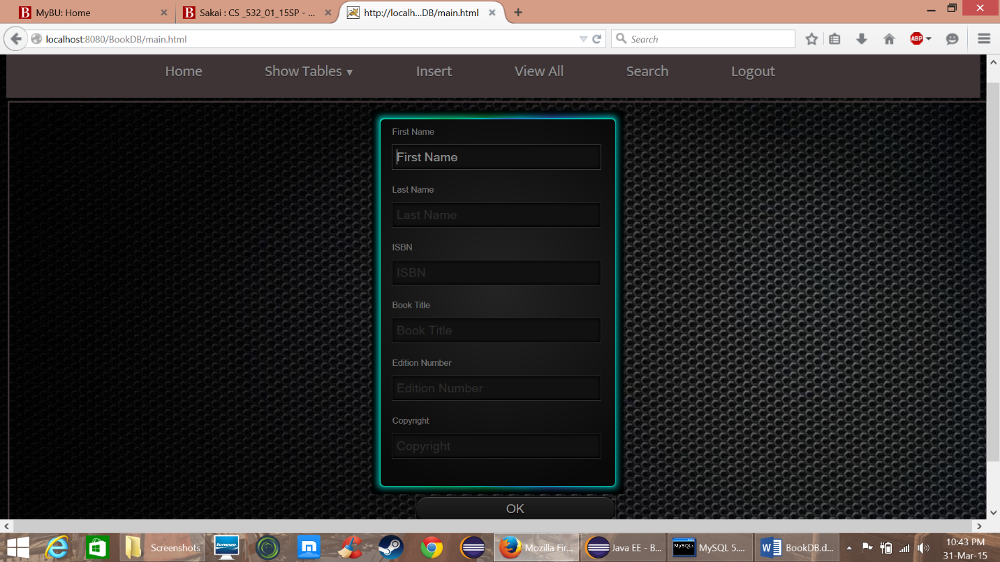 MyBU: Home
Sakai : CS _532_01_15SP - ...
http://localh...DB/main.html
localhost:8080/BookDB/main.html
Search
ABP
Home Show Tables ▾ Insert View All Search Logout
First Name
First Name
Last Name
Last Name
ISBN
ISBN
Book Title
Book Title
Edition Number
Edition Number
Copyright
Copyright
OK
Screenshots
lenovo
Mozilla Fir...
Java EE - B...
MySQL
MySQL 5....
BookDB.d...
10:43 PM
31-Mar-15